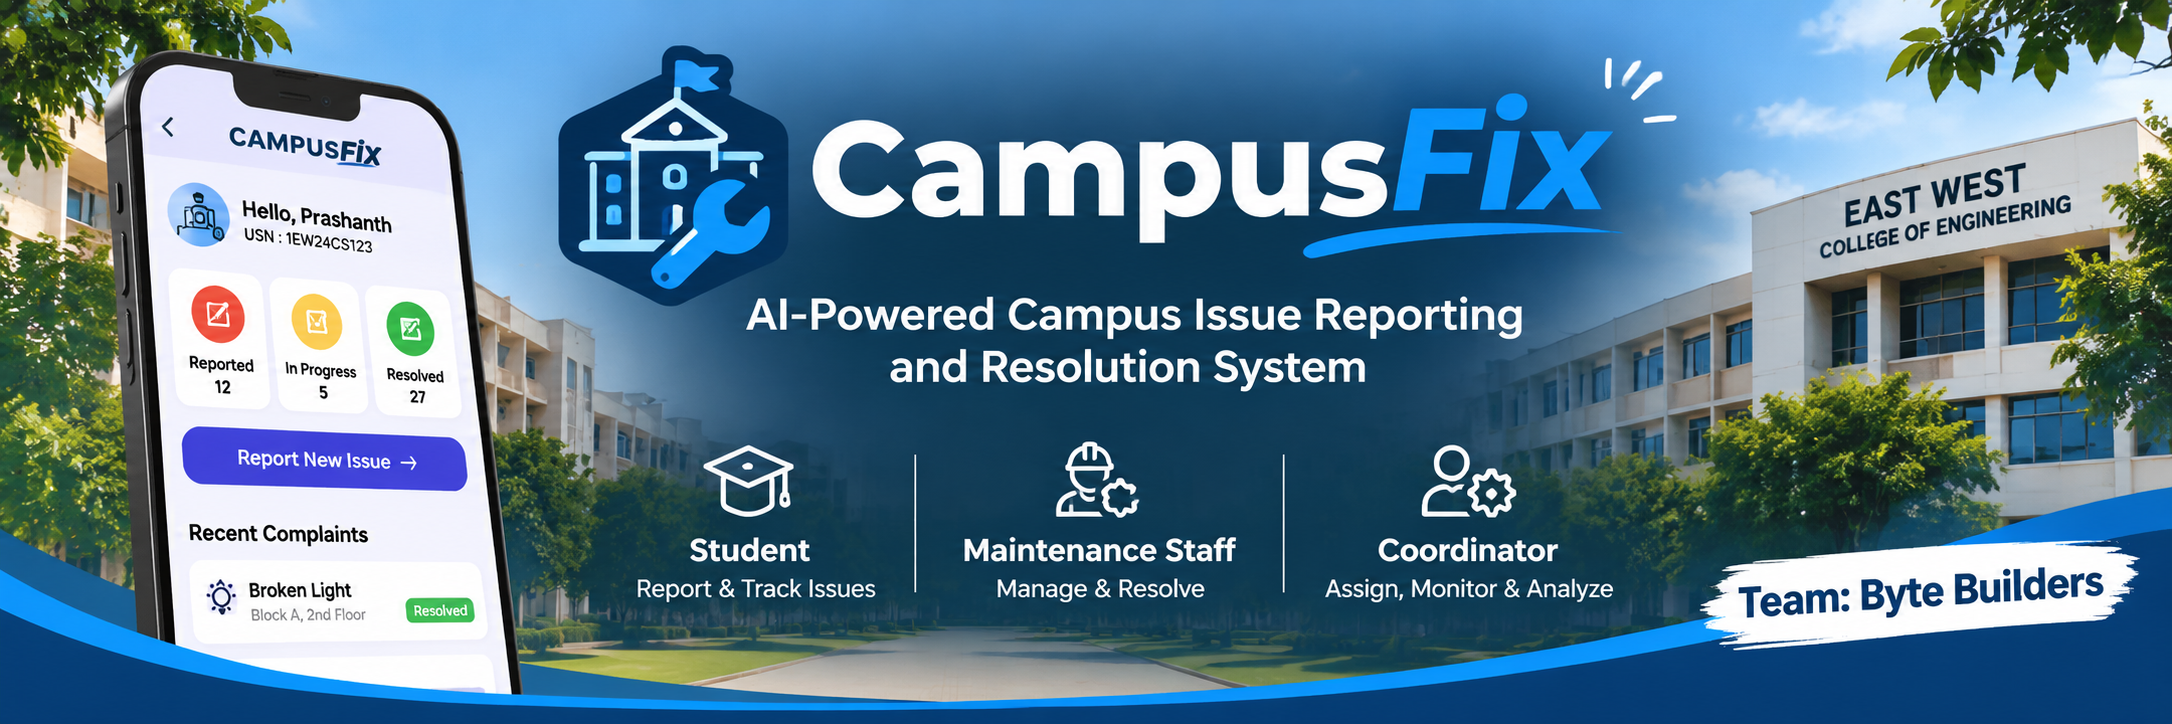 CAMPUSFix
Hello, Prashanth
USN : 1EW24CS123
Reported
12
In Progress
5
Resolved
27
Report New Issue →
Recent Complaints
Broken Light
Block A, 2nd Floor
Resolved
CampusFix
AI-Powered Campus Issue Reporting
and Resolution System
Student
Report & Track Issues
Maintenance Staff
Manage & Resolve
Coordinator
Assign, Monitor & Analyze
EAST WEST
COLLEGE OF ENGINEERING
Team: Byte Builders